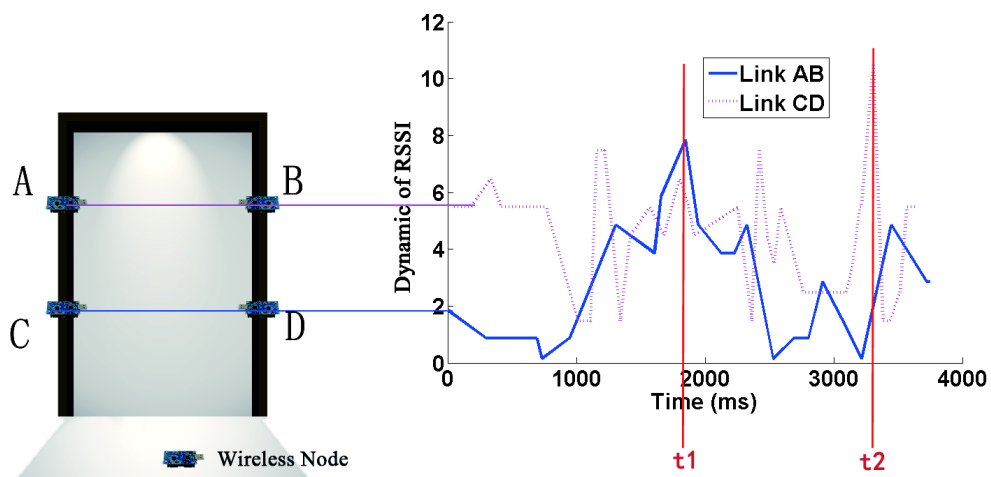 A
B
C
D
Wireless Node
Dynamic of RSSI
12
10
8
6
4
2
0
0
1000
2000
3000
4000
Time (ms)
Link AB
Link CD
t1
t2